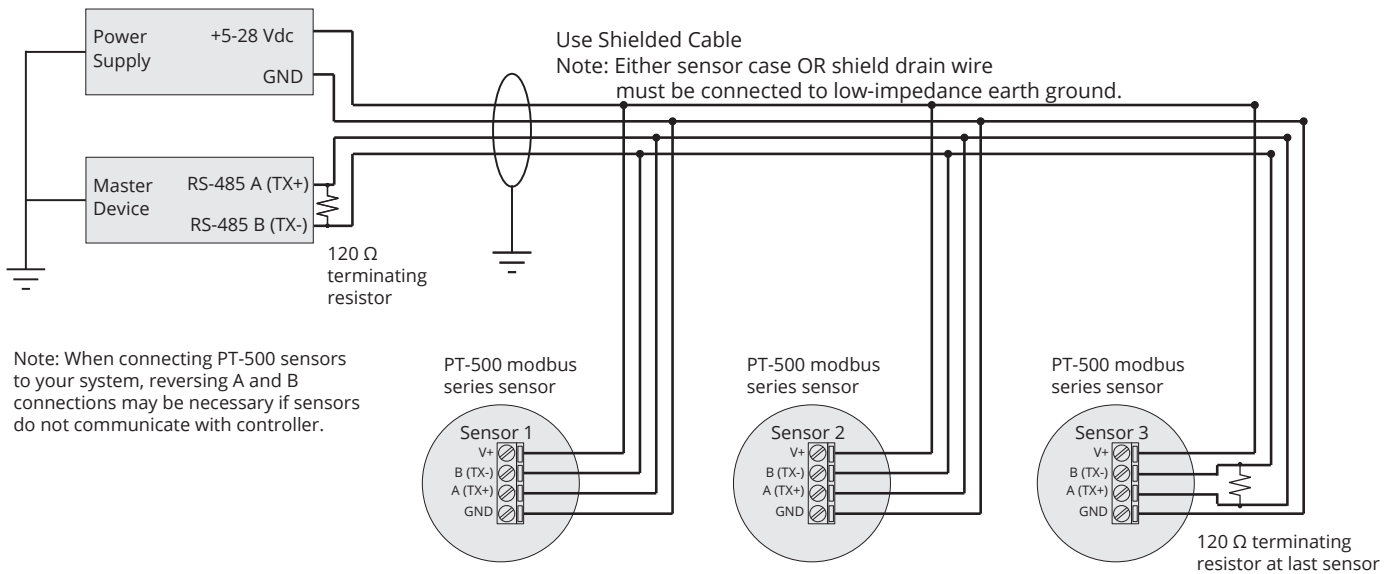 Power
Supply
+5-28 Vdc
GND
Use Shielded Cable
Note: Either sensor case OR shield drain wire
must be connected to low-impedance earth ground.
Master
Device
RS-485 A (TX+)
RS-485 B (TX-)
120 Ω
terminating
resistor
Note: When connecting PT-500 sensors
to your system, reversing A and B
connections may be necessary if sensors
do not communicate with controller.
PT-500 modbus
series sensor
Sensor 1
V+
B (TX-)
A (TX+)
GND
PT-500 modbus
series sensor
Sensor 2
V+
B (TX-)
A (TX+)
GND
PT-500 modbus
series sensor
Sensor 3
V+
B (TX-)
A (TX+)
GND
120 Ω terminating
resistor at last sensor